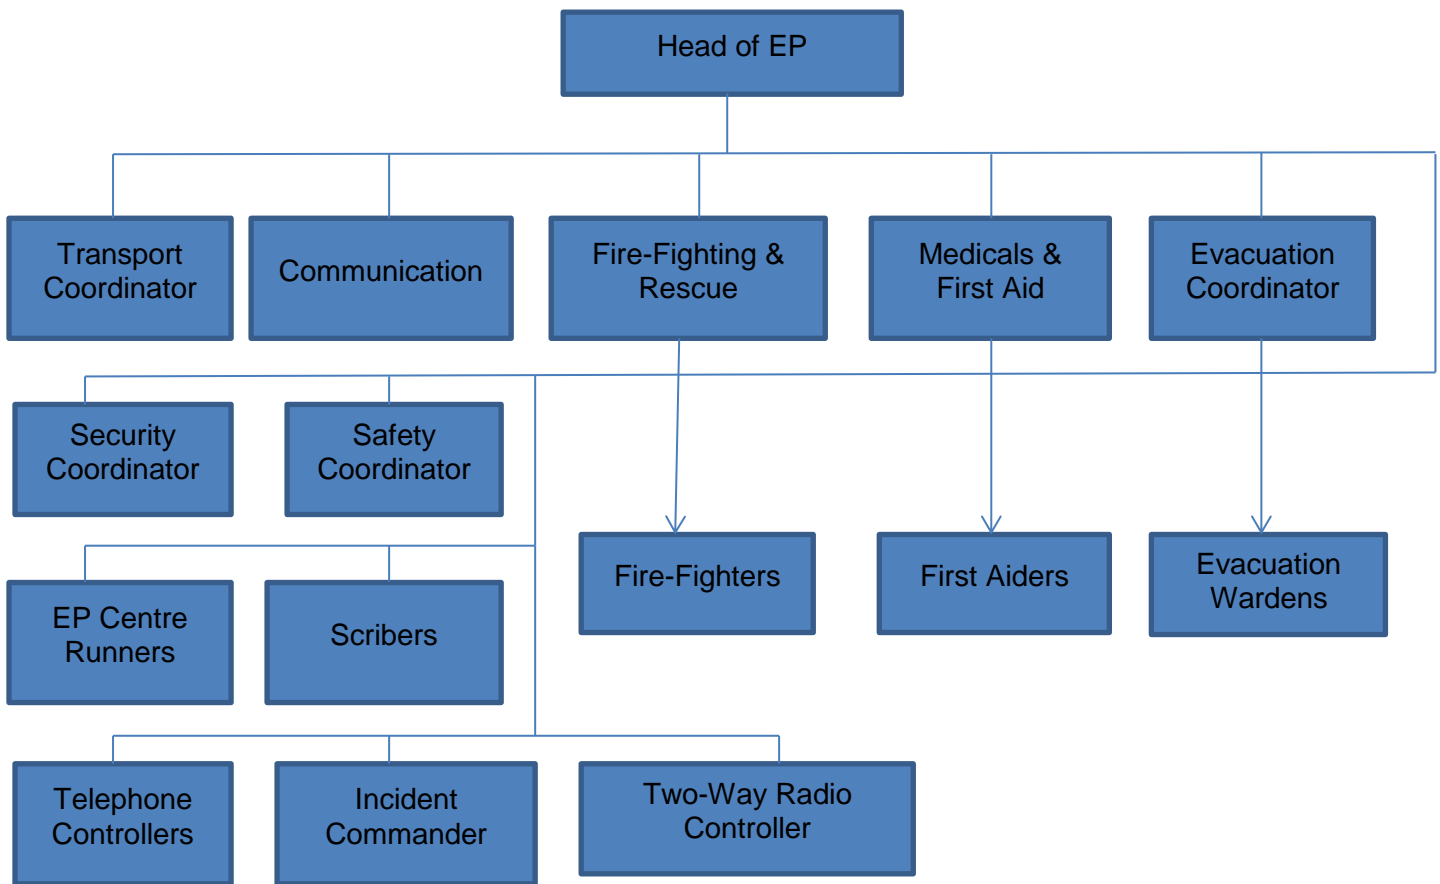 Head of EP
Transport
Coordinator
Communication
Fire-Fighting &
Rescue
Medicals &
First Aid
Evacuation
Coordinator
Security
Coordinator
Safety
Coordinator
Fire-Fighters
First Aiders
Evacuation
Wardens
EP Centre
Runners
Scribers
Telephone
Controllers
Incident
Commander
Two-Way Radio
Controller